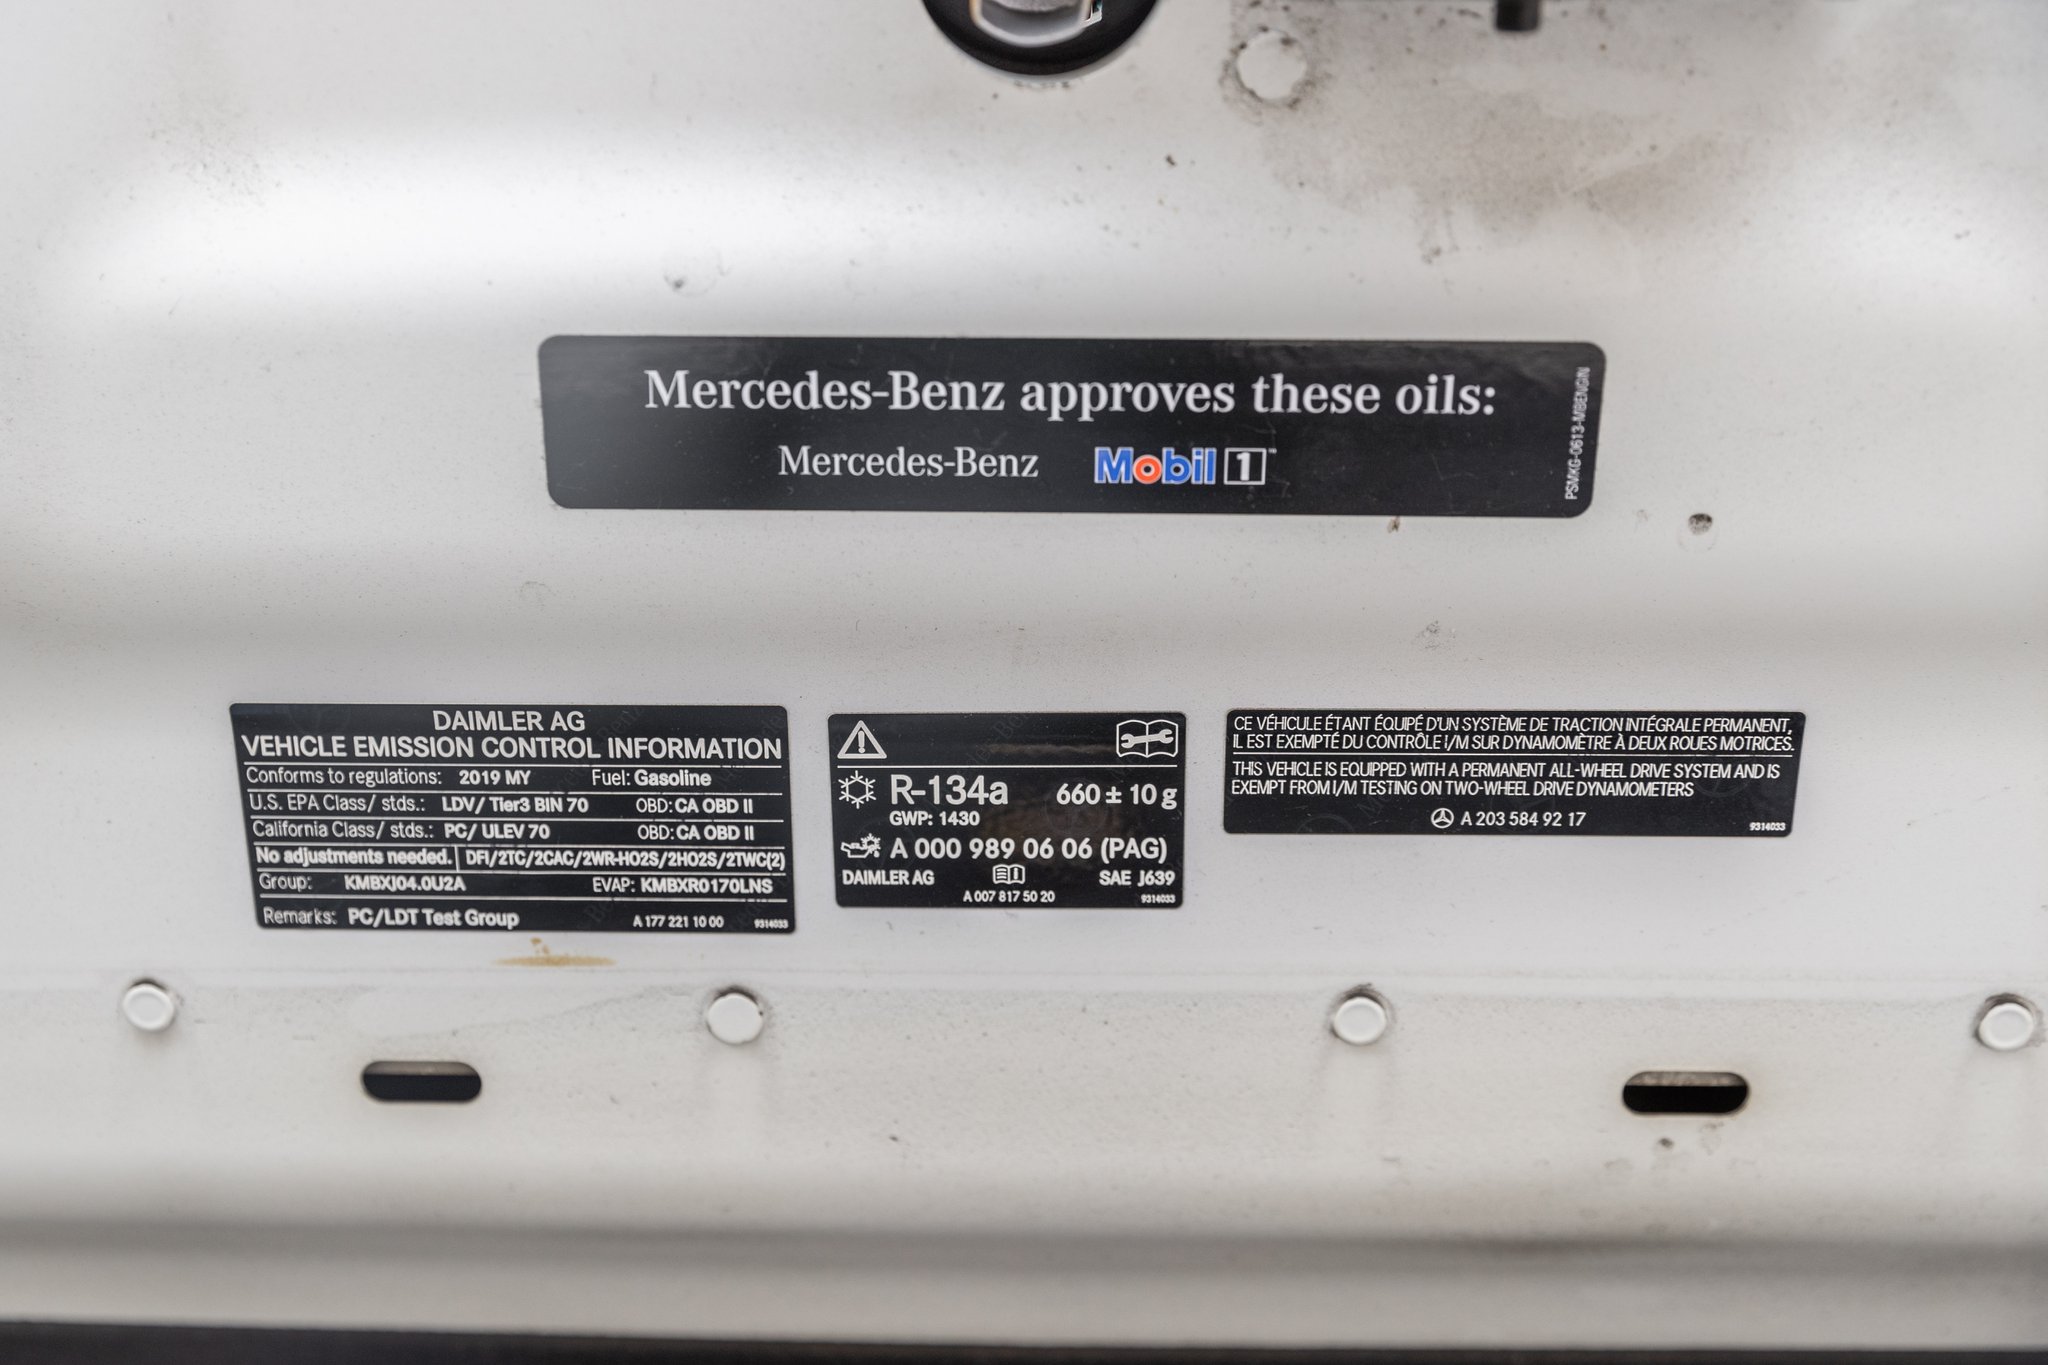 Mercedes-Benz approves these oils:
Mercedes-Benz Mobil 1™
PSMKG-0613-MBENGIN
DAIMLER AG
VEHICLE EMISSION CONTROL INFORMATION
Conforms to regulations: 2019 MY Fuel: Gasoline
U.S. EPA Class/ stds.: LDV/ Tier3 BIN 70 OBD: CA OBD II
California Class/ stds.: PC/ ULEV 70 OBD: CA OBD II
No adjustments needed. DFI/2TC/2CAC/2WR-HO2S/2HO2S/2TWC(2)
Group: KMBXJ04.0U2A EVAP: KMBXR0170LNS
Remarks: PC/LDT Test Group A 177 221 10 00 9314033
R-134a 660 ± 10 g
GWP: 1430
A 000 989 06 06 (PAG)
DAIMLER AG SAE J639
A 007 817 50 20 9314033
CE VÉHICULE ÉTANT ÉQUIPÉ D'UN SYSTÈME DE TRACTION INTÉGRALE PERMANENT,
IL EST EXEMPTÉ DU CONTRÔLE I/M SUR DYNAMOMÈTRE À DEUX ROUES MOTRICES.
THIS VEHICLE IS EQUIPPED WITH A PERMANENT ALL-WHEEL DRIVE SYSTEM AND IS
EXEMPT FROM I/M TESTING ON TWO-WHEEL DRIVE DYNAMOMETERS
A 203 584 92 17 9314033